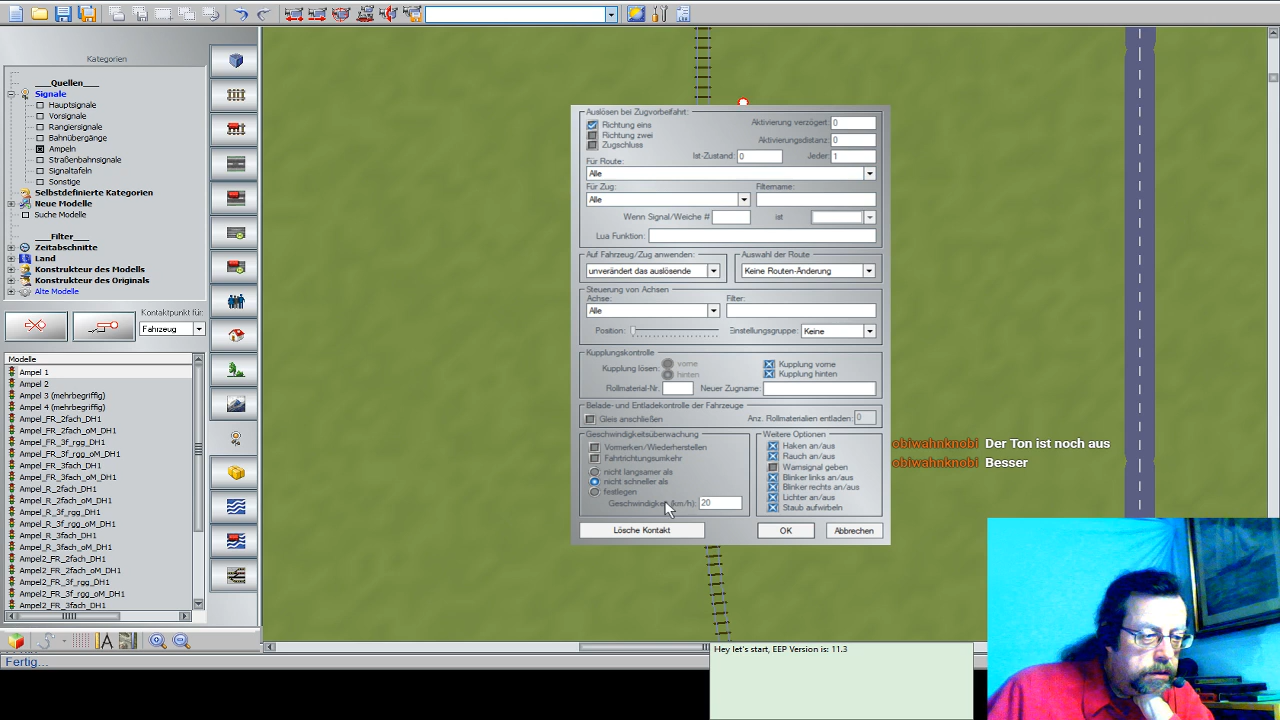 Kategorien
___Quellen___
Signale
Hauptsignale
Vorsignale
Rangiersignale
Bahnübergänge
Ampeln
Straßenbahnsignale
Signaltafeln
Sonstige
Selbstdefinierte Kategorien
Neue Modelle
Suche Modelle
___Filter___
Zeitabschnitte
Land
Konstrukteure des Modells
Konstrukteure des Originals
Alte Modelle
Kontaktpunkt für:
Fahrzeug
Modelle
Ampel 1
Ampel 2
Ampel 3 (mehrbegriffig)
Ampel 4 (mehrbegriffig)
Ampel_FR_2fach_DH1
Ampel_FR_2fach_oM_DH1
Ampel_FR_3f_rgg_DH1
Ampel_FR_3f_rgg_oM_DH1
Ampel_FR_3fach_DH1
Ampel_FR_3fach_oM_DH1
Ampel_R_2fach_DH1
Ampel_R_2fach_oM_DH1
Ampel_R_3f_rgg_DH1
Ampel_R_3f_rgg_oM_DH1
Ampel_R_3fach_DH1
Ampel_R_3fach_oM_DH1
Ampel2_FR_2fach_DH1
Ampel2_FR_2fach_oM_DH1
Ampel2_FR_3f_rgg_DH1
Ampel2_FR_3f_rgg_oM_DH1
Ampel2_FR_3fach_DH1
Fertig...
Auslösen bei Zugvorbeifahrt:
Richtung eins
Richtung zwei
Zugschluss
Aktivierung verzögert: 0
Aktivierungsdistanz: 0
Ist-Zustand: 0 Jeder: 1
Für Route:
Alle
Für Zug: Filtername:
Alle
Wenn Signal/Weiche # ist
Lua Funktion:
Auf Fahrzeug/Zug anwenden: Auswahl der Route
unverändert das auslösende Keine Routen-Änderung
Steuerung von Achsen
Achse: Filter:
Alle
Position: Einstellungsgruppe: Keine
Kupplungskontrolle
Kupplung lösen: vorne
hinten
Kupplung vorne
Kupplung hinten
Rollmaterial-Nr. Neuer Zugname:
Belade- und Entladekontrolle der Fahrzeuge
Gleis anschließen Anz. Rollmaterialien entladen: 0
Geschwindigkeitsüberwachung
Vormerken/Wiederherstellen
Fahrtrichtungsumkehr
nicht langsamer als
nicht schneller als
festlegen
Geschwindigkeit (km/h): 20
Weitere Optionen
Haken an/aus
Rauch an/aus
Warnsignal geben
Blinker links an/aus
Blinker rechts an/aus
Lichter an/aus
Staub aufwirbeln
Lösche Kontakt OK Abbrechen
obiwahnknobi Der Ton ist noch aus
obiwahnknobi Besser
Hey let's start, EEP Version is: 11.3